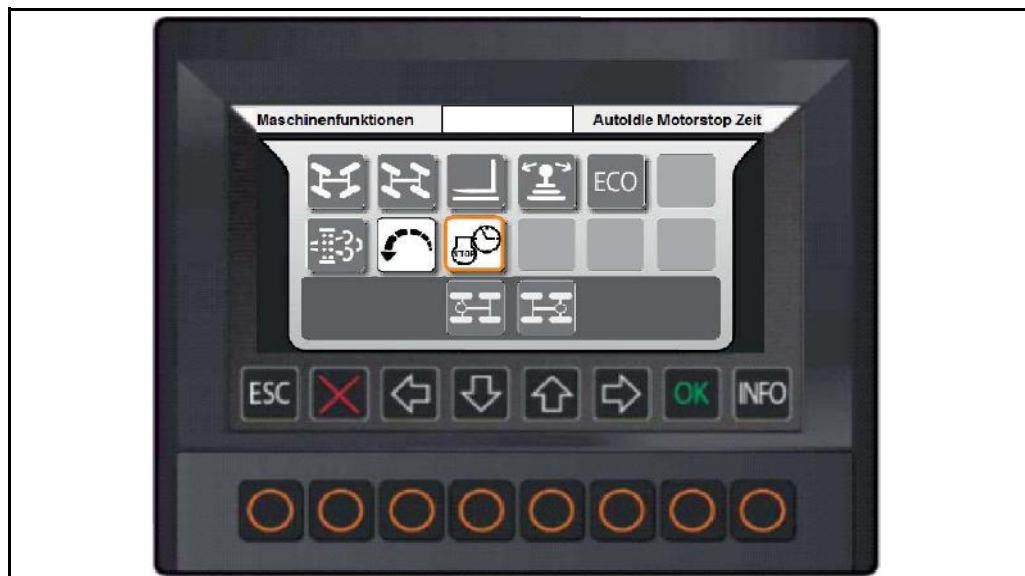 Maschinenfunktionen
AutoIdle Motorstop Zeit
ECO
STOP
ESC
OK
INFO